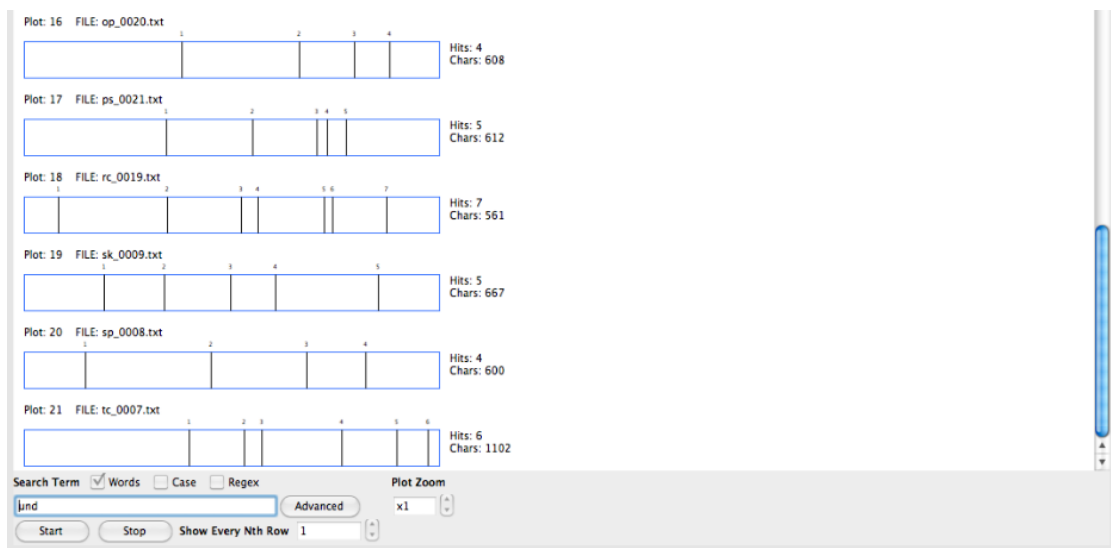 Plot: 16 FILE: op_0020.txt
1 2 3 4
Hits: 4
Chars: 608
Plot: 17 FILE: ps_0021.txt
1 2 3 4 5
Hits: 5
Chars: 612
Plot: 18 FILE: rc_0019.txt
1 2 3 4 5 6 7
Hits: 7
Chars: 561
Plot: 19 FILE: sk_0009.txt
1 2 3 4 5
Hits: 5
Chars: 667
Plot: 20 FILE: sp_0008.txt
1 2 3 4
Hits: 4
Chars: 600
Plot: 21 FILE: tc_0007.txt
1 2 3 4 5 6
Hits: 6
Chars: 1102
Search Term Words Case Regex Plot Zoom
und Advanced x1
Start Stop Show Every Nth Row 1